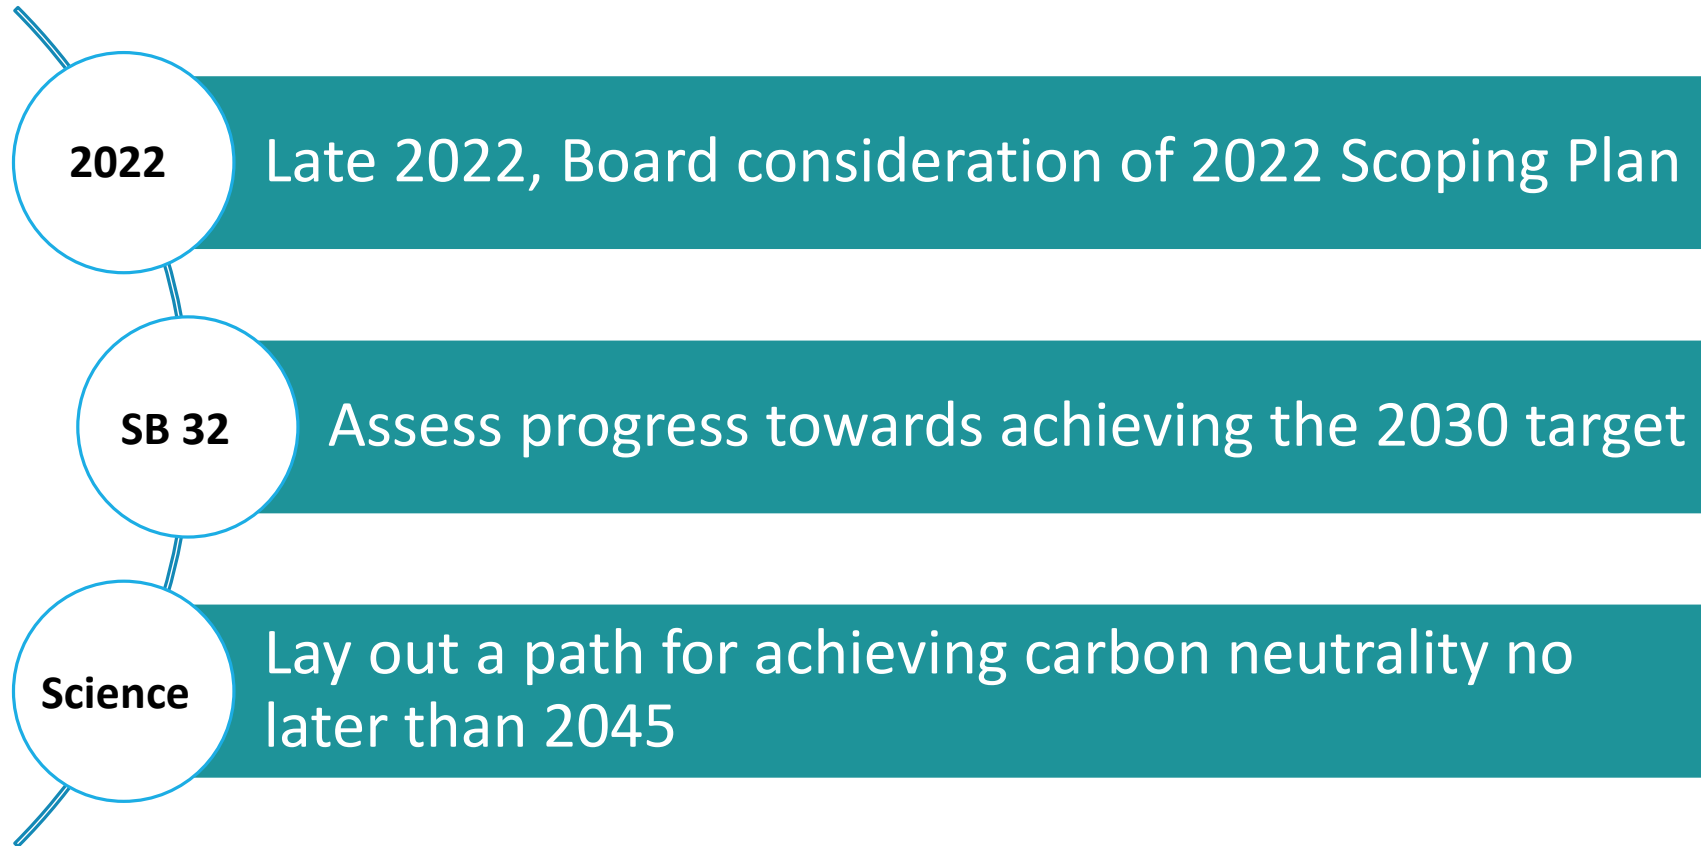 2022
Late 2022, Board consideration of 2022 Scoping Plan
SB 32
Assess progress towards achieving the 2030 target
Science
Lay out a path for achieving carbon neutrality no
later than 2045